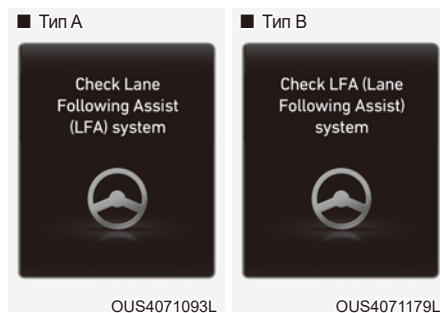 ■ Тип A
Check Lane
Following Assist
(LFA) system
OUS4071093L
■ Тип B
Check LFA (Lane
Following Assist)
system
OUS4071179L